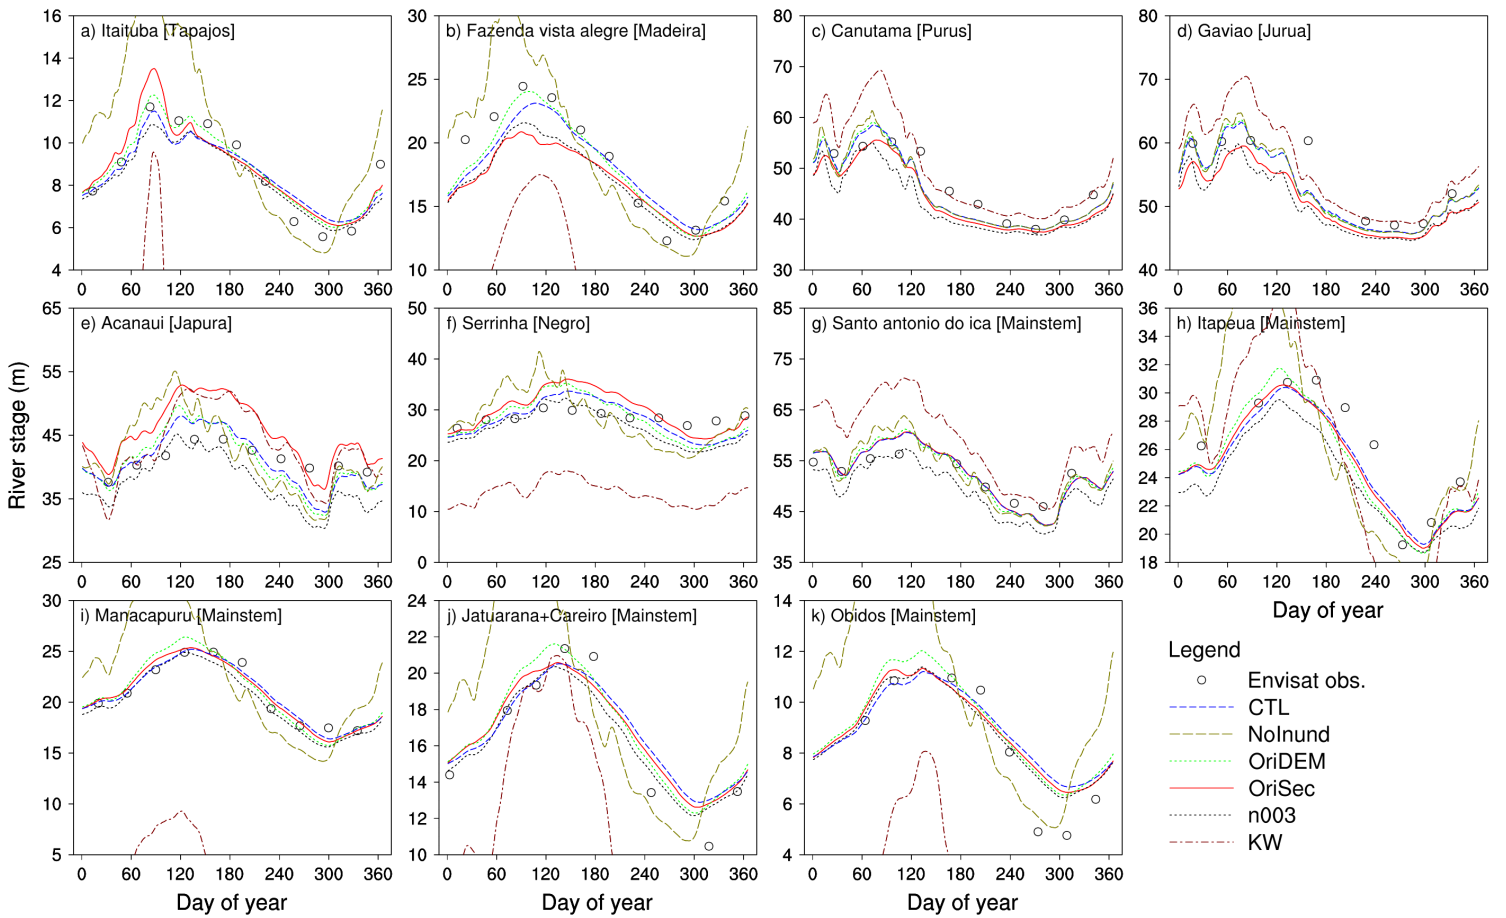 a) Itaituba [Tapajos]
b) Fazenda vista alegre [Madeira]
c) Canutama [Purus]
d) Gaviao [Jurua]
16
14
12
10
8
6
4
30
25
20
15
10
80
70
60
50
40
30
80
70
60
50
40
0 60 120 180 240 300 360
0 60 120 180 240 300 360
0 60 120 180 240 300 360
0 60 120 180 240 300 360
River stage (m)
e) Acanaui [Japura]
f) Serrinha [Negro]
g) Santo antonio do ica [Mainstem]
h) Itapeua [Mainstem]
65
55
45
35
25
50
40
30
20
10
0
85
75
65
55
45
35
36
34
32
30
28
26
24
22
20
18
0 60 120 180 240 300 360
0 60 120 180 240 300 360
0 60 120 180 240 300 360
0 60 120 180 240 300 360
Day of year
i) Manacapuru [Mainstem]
j) Jatuarana+Careiro [Mainstem]
k) Obidos [Mainstem]
30
25
20
15
10
5
24
22
20
18
16
14
12
10
14
12
10
8
6
4
0 60 120 180 240 300 360
0 60 120 180 240 300 360
0 60 120 180 240 300 360
Day of year
Day of year
Day of year
Legend
Envisat obs.
CTL
NoInund
OriDEM
OriSec
n003
KW